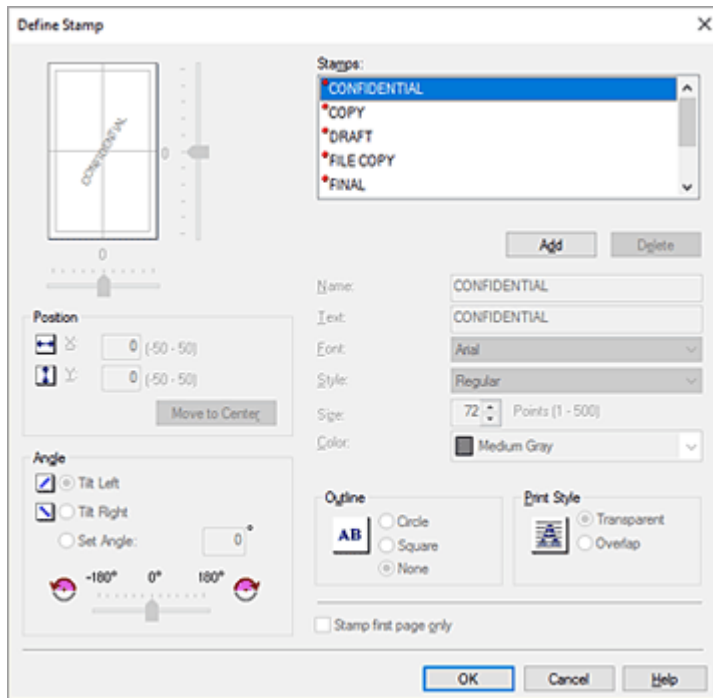 Define Stamp
CONFIDENTIAL
0
0
Position
X: 0 (-50 - 50)
Y: 0 (-50 - 50)
Move to Center
Angle
Tilt Left
Tilt Right
Set Angle: 0 °
-180° 0° 180°
Stamps:
*CONFIDENTIAL
*COPY
*DRAFT
*FILE COPY
*FINAL
Add Delete
Name: CONFIDENTIAL
Text: CONFIDENTIAL
Font: Arial
Style: Regular
Size: 72 Points (1 - 500)
Color: Medium Gray
Outline
AB
Circle
Square
None
Print Style
Transparent
Overlap
Stamp first page only
OK Cancel Help